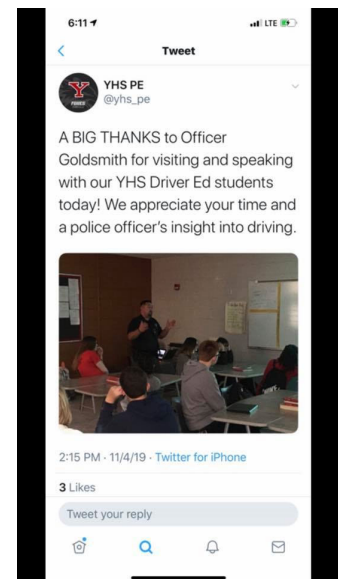 6:11
LTE
Tweet
YHS PE
@yhs_pe
A BIG THANKS to Officer
Goldsmith for visiting and speaking
with our YHS Driver Ed students
today! We appreciate your time and
a police officer's insight into driving.
2:15 PM · 11/4/19 · Twitter for iPhone
3 Likes
Tweet your reply